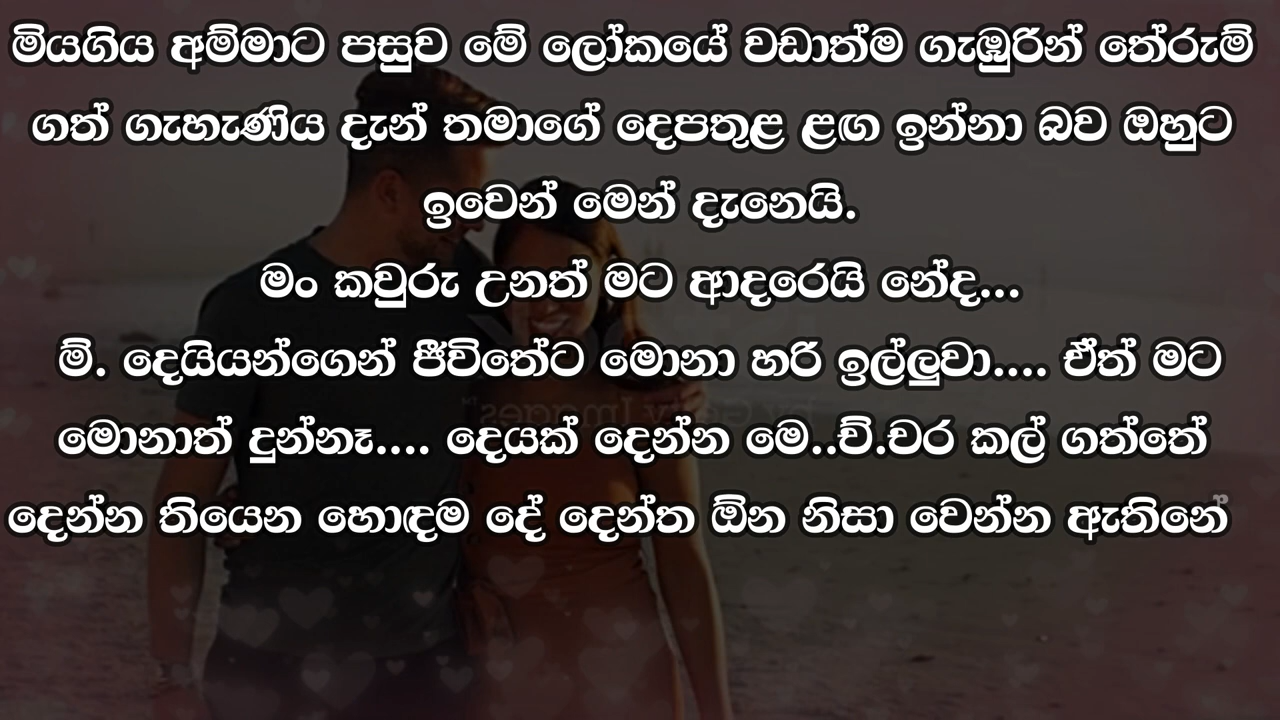 මියගිය අම්මාට පසුව මේ ලෝකයේ වඩාත්ම ගැඹුරින් තේරුම්
ගත් ගැහැණිය දැන් තමාගේ දෙපතුළ ළඟ ඉන්නා බව ඔහුට
ඉවෙන් මෙන් දැනෙයි.
මං කවුරු උනත් මට ආදරෙයි නේද...
ම්. දෙයියන්ගෙන් ජීවිතේට මොනා හරි ඉල්ලුවා.... ඒත් මට
මොනාත් දුන්නෑ.... දෙයක් දෙන්න මෙ..ච්.චර කල් ගත්තේ
දෙන්න තියෙන හොඳම දේ දෙන්ත ඕන නිසා වෙන්න ඇතිනේ